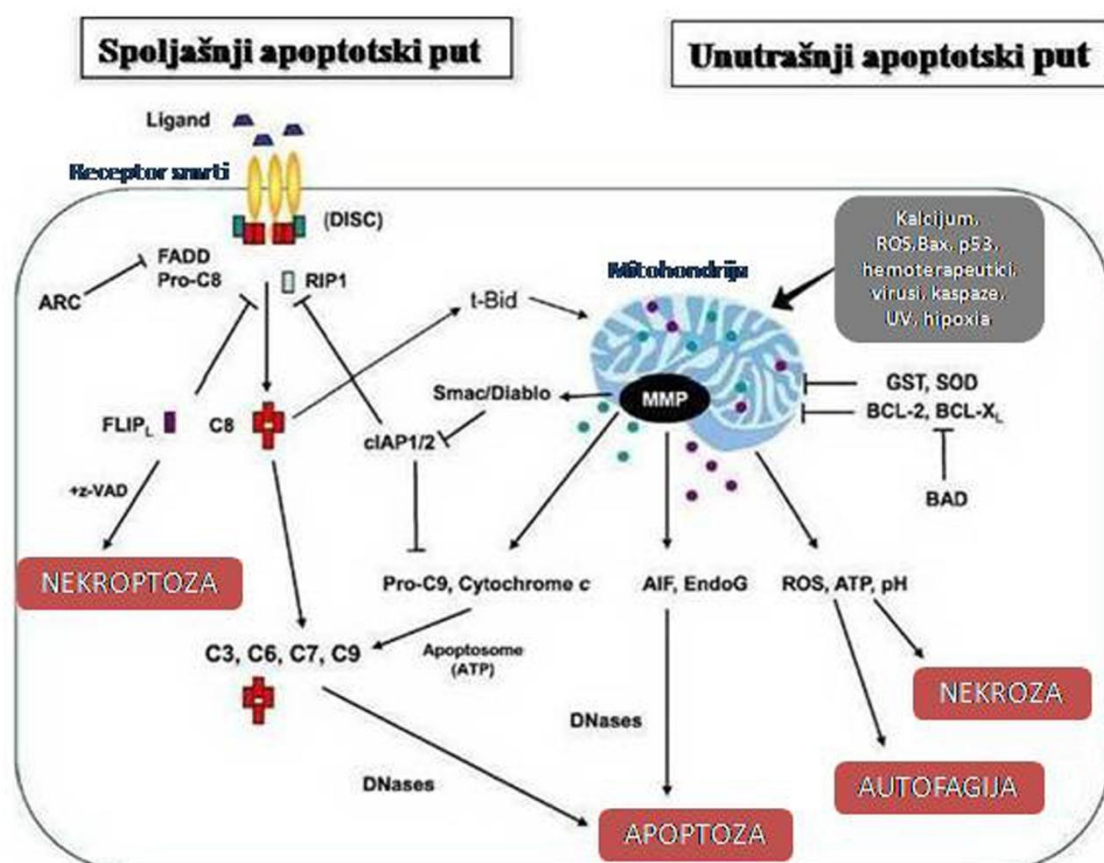 Spoljašnji apoptotski put
Unutrašnji apoptotski put
Ligand
Receptor smrti
(DISC)
FADD
Pro-C8
RIP1
ARC
t-Bid
Mitohondrija
Kalcijum,
ROS,Bax, p53,
hemoterapeutici,
virusi, kaspaze,
UV, hipoxia
Smac/Diablo
MMP
GST, SOD
BCL-2, BCL-XL
FLIPL
C8
cIAP1/2
+z-VAD
BAD
NEKROPTOZA
Pro-C9, Cytochrome c
AIF, EndoG
ROS, ATP, pH
C3, C6, C7, C9
Apoptosome
(ATP)
NEKROZA
DNases
DNases
AUTOFAGIJA
APOPTOZA